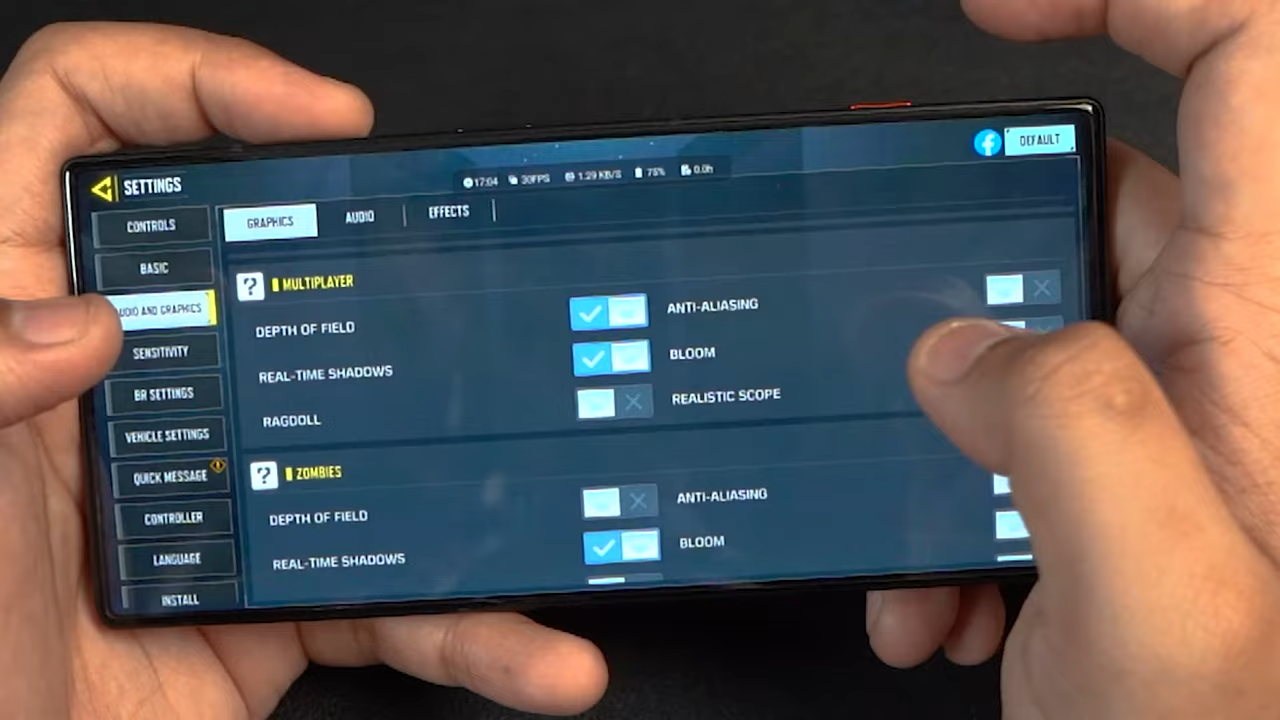 SETTINGS
17:04 30FPS 1.29 KB/S 75% 0.0h
DEFAULT
CONTROLS
BASIC
AUDIO AND GRAPHICS
SENSITIVITY
BR SETTINGS
VEHICLE SETTINGS
QUICK MESSAGE
CONTROLLER
LANGUAGE
INSTALL
GRAPHICS AUDIO EFFECTS
? MULTIPLAYER
DEPTH OF FIELD ANTI-ALIASING
REAL-TIME SHADOWS BLOOM
RAGDOLL REALISTIC SCOPE
? ZOMBIES
DEPTH OF FIELD ANTI-ALIASING
REAL-TIME SHADOWS BLOOM